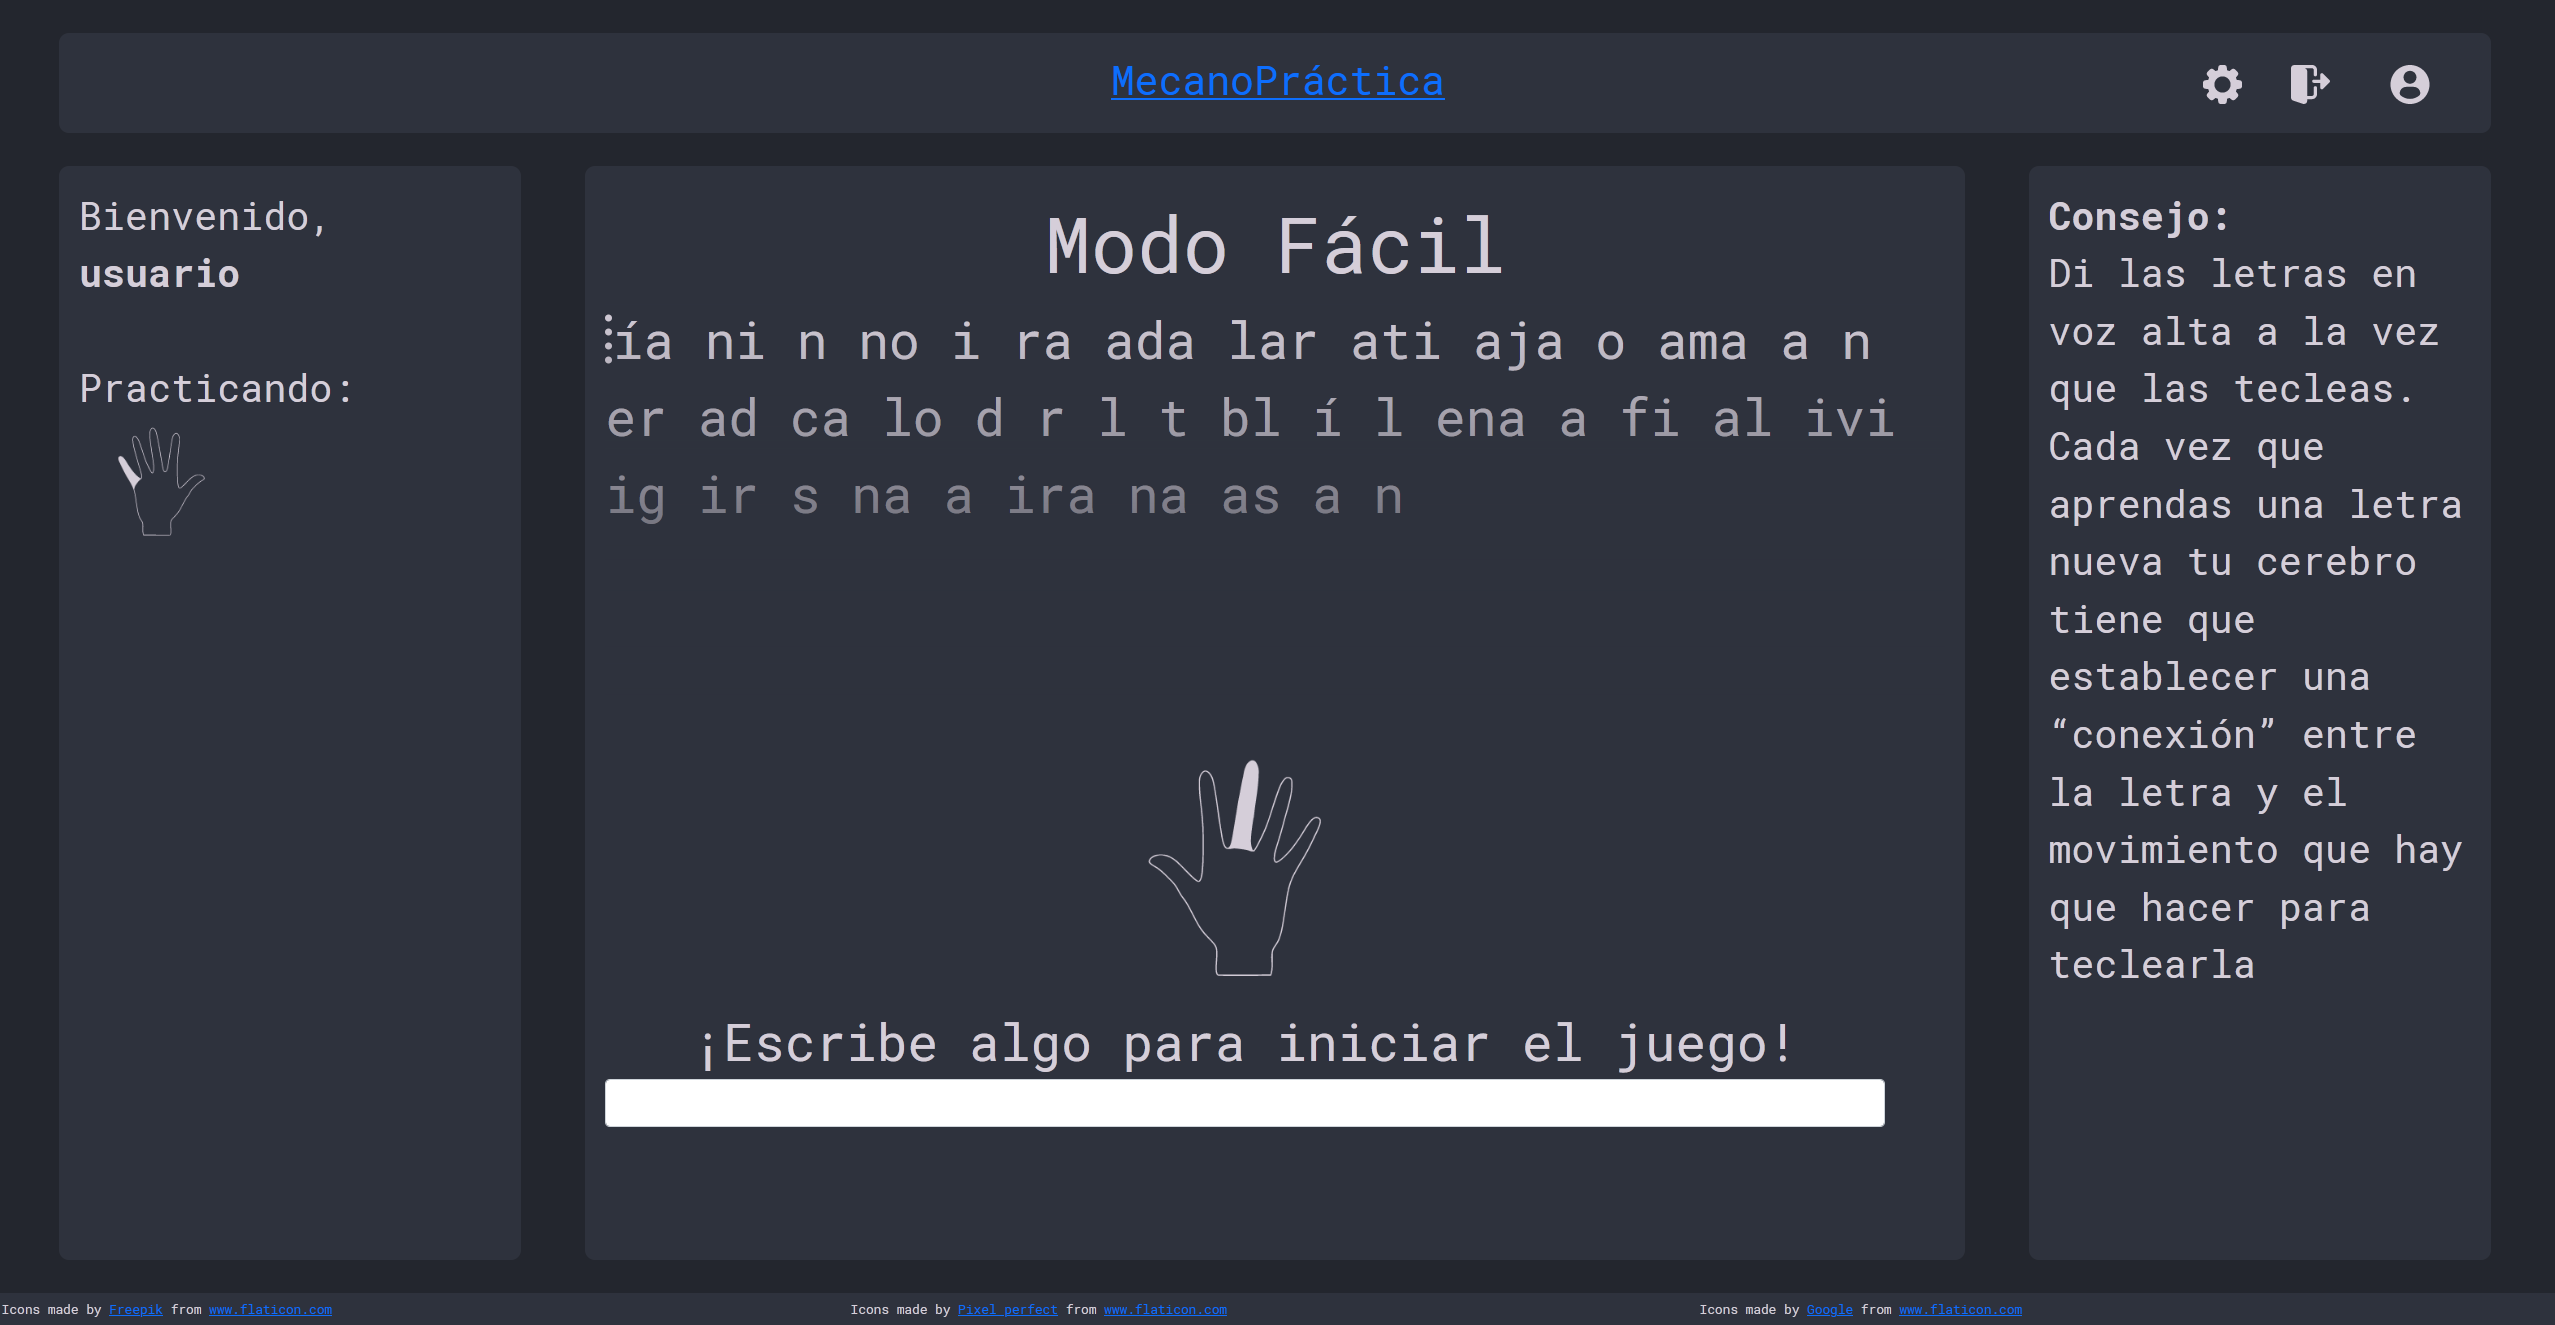 MecanoPráctica
Bienvenido,
usuario
Practicando:
Modo Fácil
ía ni n no i ra ada lar ati aja o ama a n
er ad ca lo d r l t bl í l ena a fi al ivi
ig ir s na a ira na as a n
¡Escribe algo para iniciar el juego!
Consejo:
Di las letras en
voz alta a la vez
que las tecleas.
Cada vez que
aprendas una letra
nueva tu cerebro
tiene que
establecer una
“conexión” entre
la letra y el
movimiento que hay
que hacer para
teclearla
Icons made by Freepik from www.flaticon.com
Icons made by Pixel perfect from www.flaticon.com
Icons made by Google from www.flaticon.com